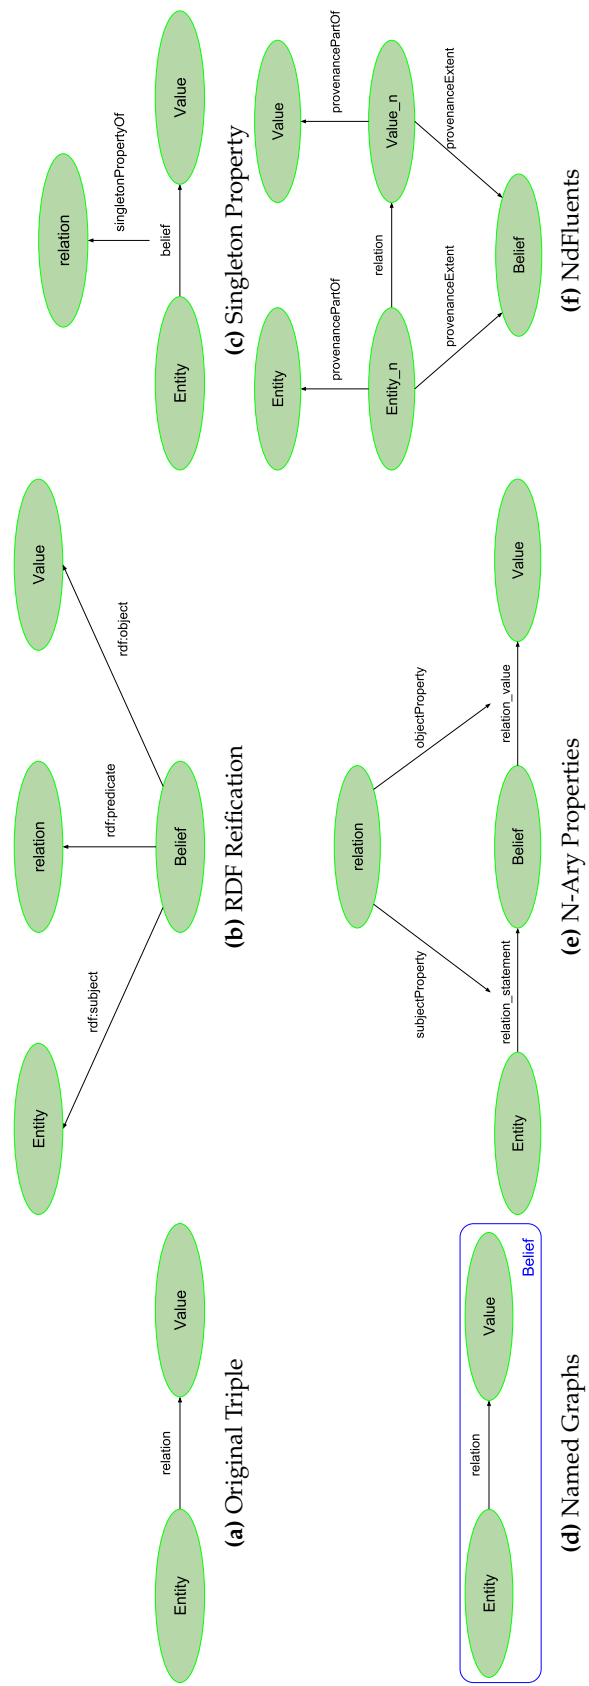 Entity
relation
Value
(a) Original Triple
Entity
relation
Value
rdf:subject
rdf:predicate
rdf:object
Belief
(b) RDF Reification
relation
singletonPropertyOf
Entity
belief
Value
(c) Singleton Property
Entity
relation
Value
Belief
(d) Named Graphs
relation
subjectProperty
objectProperty
Entity
relation_statement
Belief
relation_value
Value
(e) N-Ary Properties
Entity
Value
provenancePartOf
provenancePartOf
Entity_n
relation
Value_n
provenanceExtent
provenanceExtent
Belief
(f) NdFluents